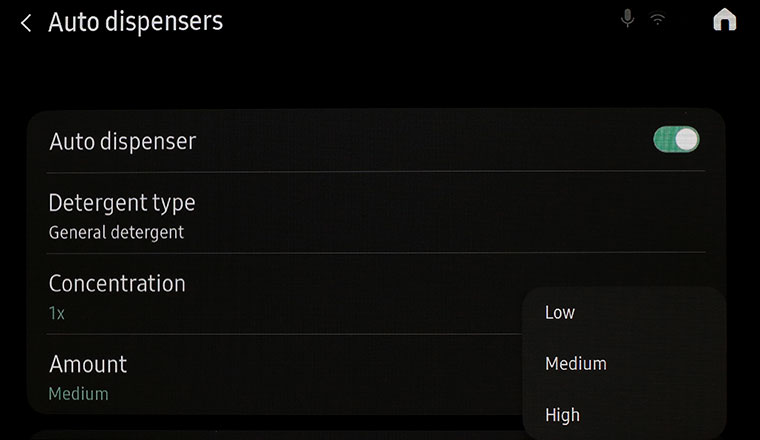 Auto dispensers
Auto dispenser
Detergent type
General detergent
Concentration
1x
Low
Medium
Amount
Medium
High